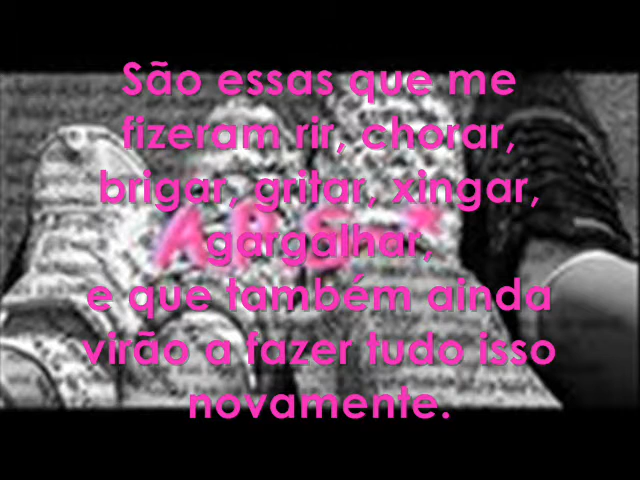 São essas que me
fizeram rir, chorar,
brigar, gritar, xingar,
gargalhar,
e que também ainda
virão a fazer tudo isso
novamente.